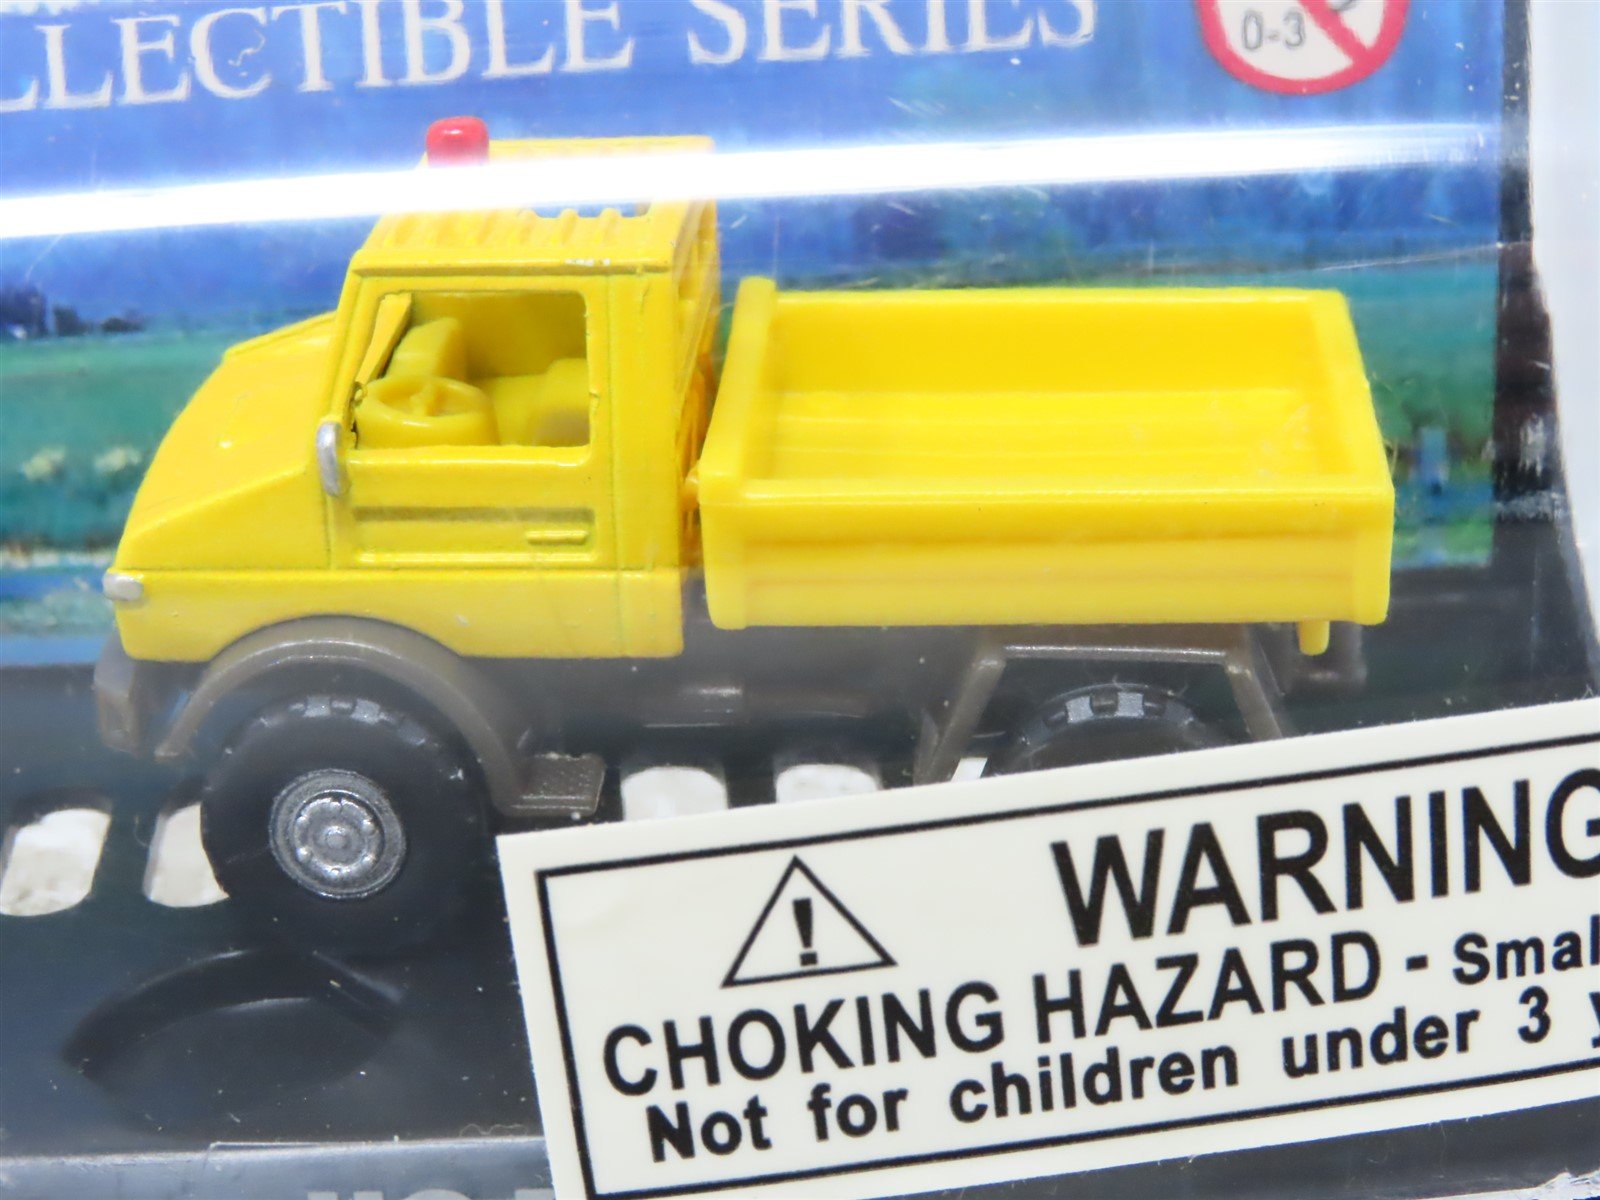 LLECTIBLE SERIES
0-3
WARNING
CHOKING HAZARD - Smal
Not for children under 3 y